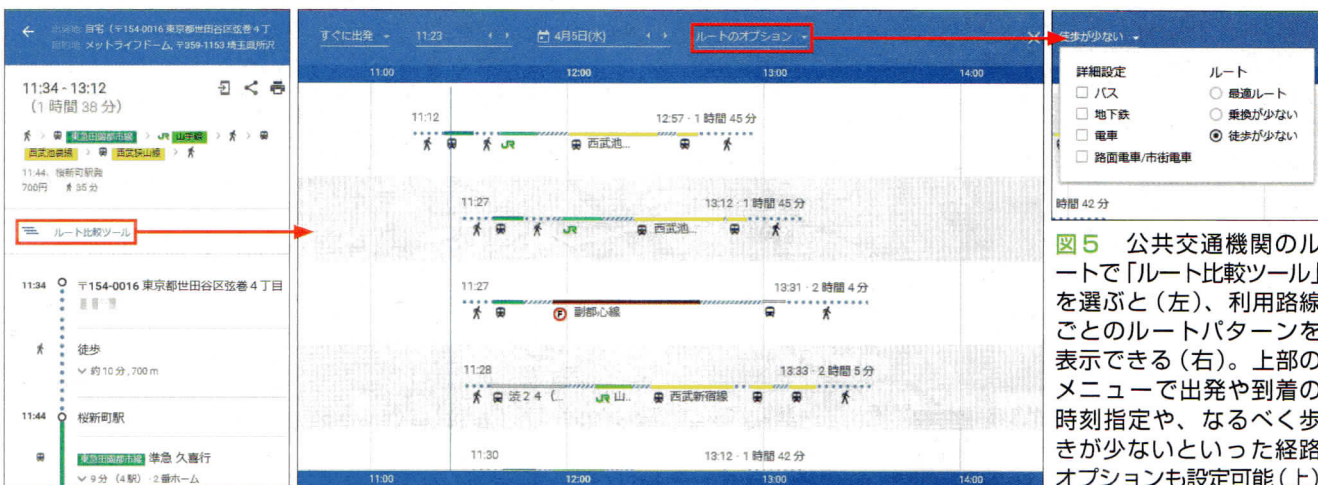 出発地 自宅（〒154-0016 東京都世田谷区弦巻４丁
目的地 メットライフドーム, 〒359-1153 埼玉県所沢
11:34 - 13:12
（1 時間 38 分）
東急田園都市線 > JR 山手線
西武池袋線 > 西武狭山線
11:44、桜新町駅発
700円 35 分
ルート比較ツール
11:34 〒154-0016 東京都世田谷区弦巻４丁目
徒歩
約 10 分, 700 m
11:44 桜新町駅
東急田園都市線 準急 久喜行
9 分 （4 駅）・2 番ホーム
すぐに出発 11:23 4月5日(水) ルートのオプション
11:00 12:00 13:00 14:00
11:12 12:57 · 1 時間 45 分
JR 西武池...
11:27 13:12 · 1 時間 45 分
JR 西武池...
11:27 13:31 · 2 時間 4 分
F 副都心線
11:28 13:33 · 2 時間 5 分
渋２４（... JR 山... 西武新宿線
11:30 13:12 · 1 時間 42 分
11:00 12:00 13:00 14:00
徒歩が少ない
詳細設定 ルート
バス 最適ルート
地下鉄 乗換が少ない
電車 徒歩が少ない
路面電車/市街電車
時間 42 分
図５ 公共交通機関のル
ートで「ルート比較ツール」
を選ぶと（左）、利用路線
ごとのルートパターンを
表示できる（右）。上部の
メニューで出発や到着の
時刻指定や、なるべく歩
きが少ないといった経路
オプションも設定可能（上）